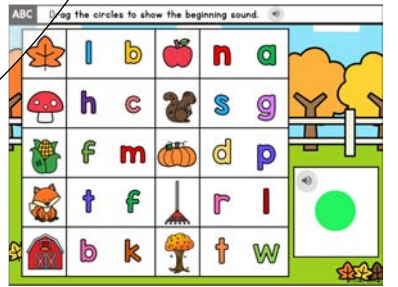 ABC Drag the circles to show the beginning sound.
l b n a
h c s g
f m d p
t f r l
b k t w